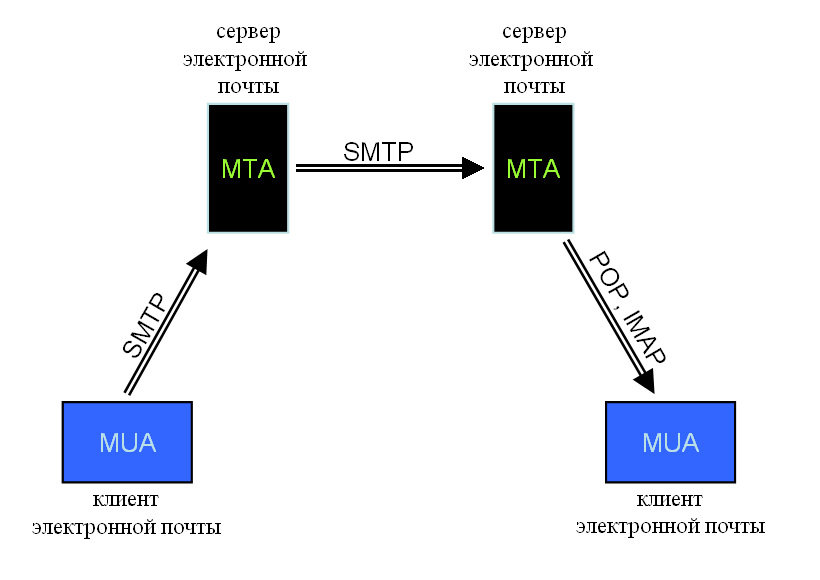 сервер
электронной
почты
сервер
электронной
почты
MTA
SMTP
MTA
SMTP
POP, IMAP
MUA
MUA
клиент
электронной почты
клиент
электронной почты